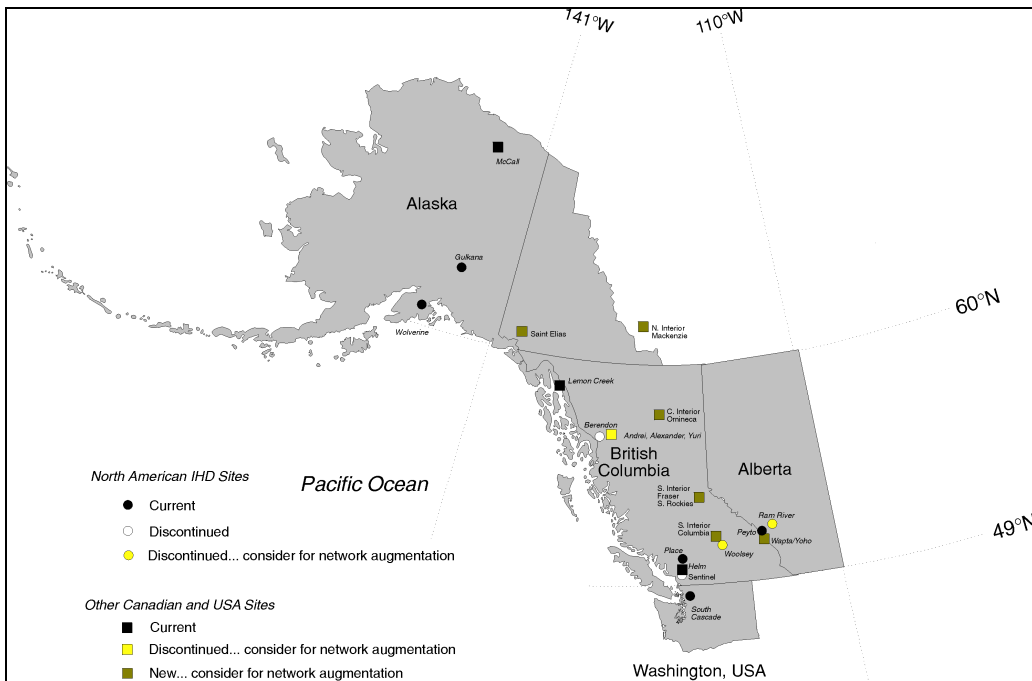 141°W
110°W
McCall
Alaska
Gulkana
60°N
Wolverine
Saint Elias
N. Interior
Mackenzie
Lemon Creek
C. Interior
Omineca
Berendon
Andrei, Alexander, Yuri
British
Columbia
Alberta
Pacific Ocean
S. Interior
Fraser
S. Rockies
Ram River
Peyto
Wapta/Yoho
S. Interior
Columbia
Woolsey
49°N
Place
Helm
Sentinel
South
Cascade
Washington, USA
North American IHD Sites
Current
Discontinued
Discontinued... consider for network augmentation
Other Canadian and USA Sites
Current
Discontinued... consider for network augmentation
New... consider for network augmentation